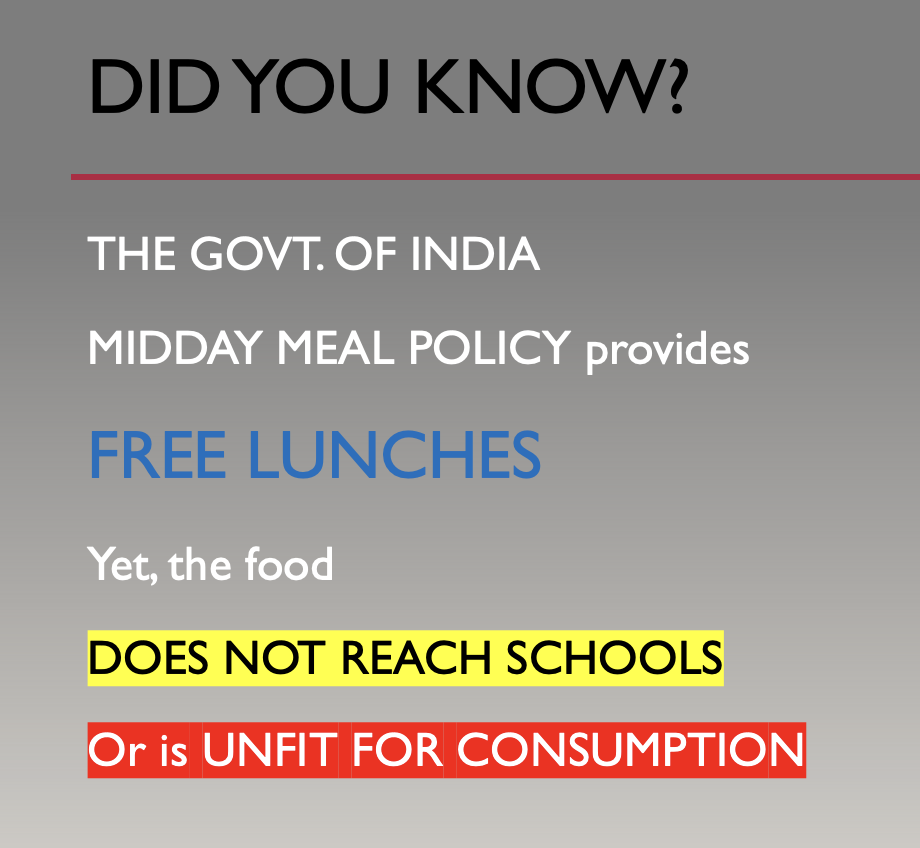 DID YOU KNOW?
THE GOVT. OF INDIA
MIDDAY MEAL POLICY provides
FREE LUNCHES
Yet, the food
DOES NOT REACH SCHOOLS
Or is UNFIT FOR CONSUMPTION